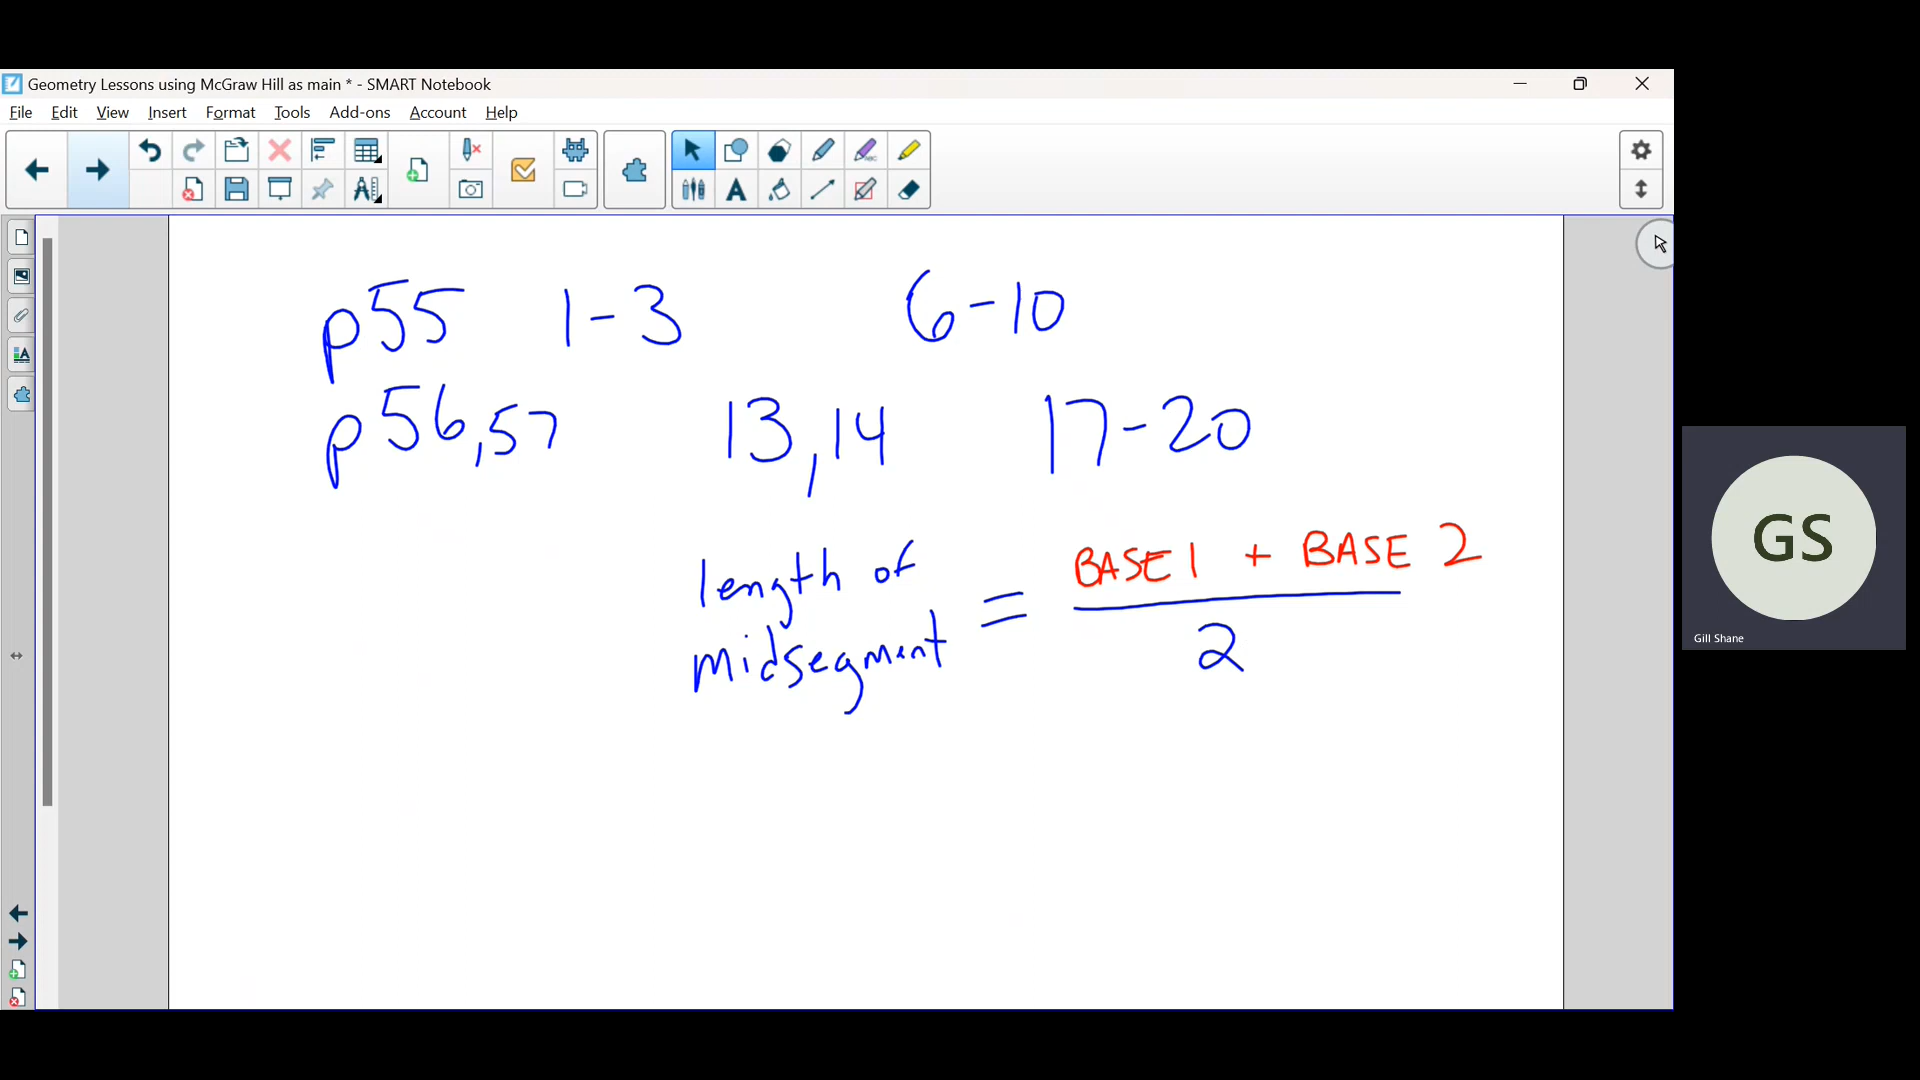 Geometry Lessons using McGraw Hill as main * - SMART Notebook
File Edit View Insert Format Tools Add-ons Account Help
p55 1-3 6-10
p56,57 13,14 17-20
length of midsegment = BASE 1 + BASE 2
2
GS
Gill Shane